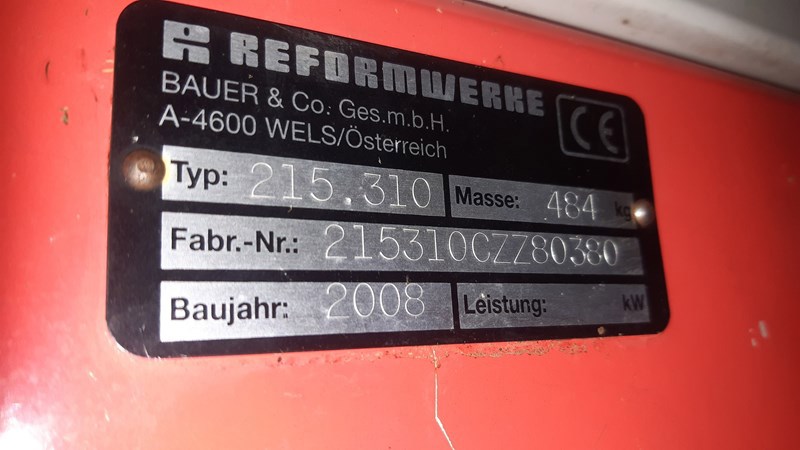 R REFORMWERKE
BAUER & Co. Ges.m.b.H.
A-4600 WELS/Österreich
CE
Typ: 215.310 Masse: 484 kg
Fabr.-Nr.: 215310CZZ80380
Baujahr: 2008 Leistung: kW